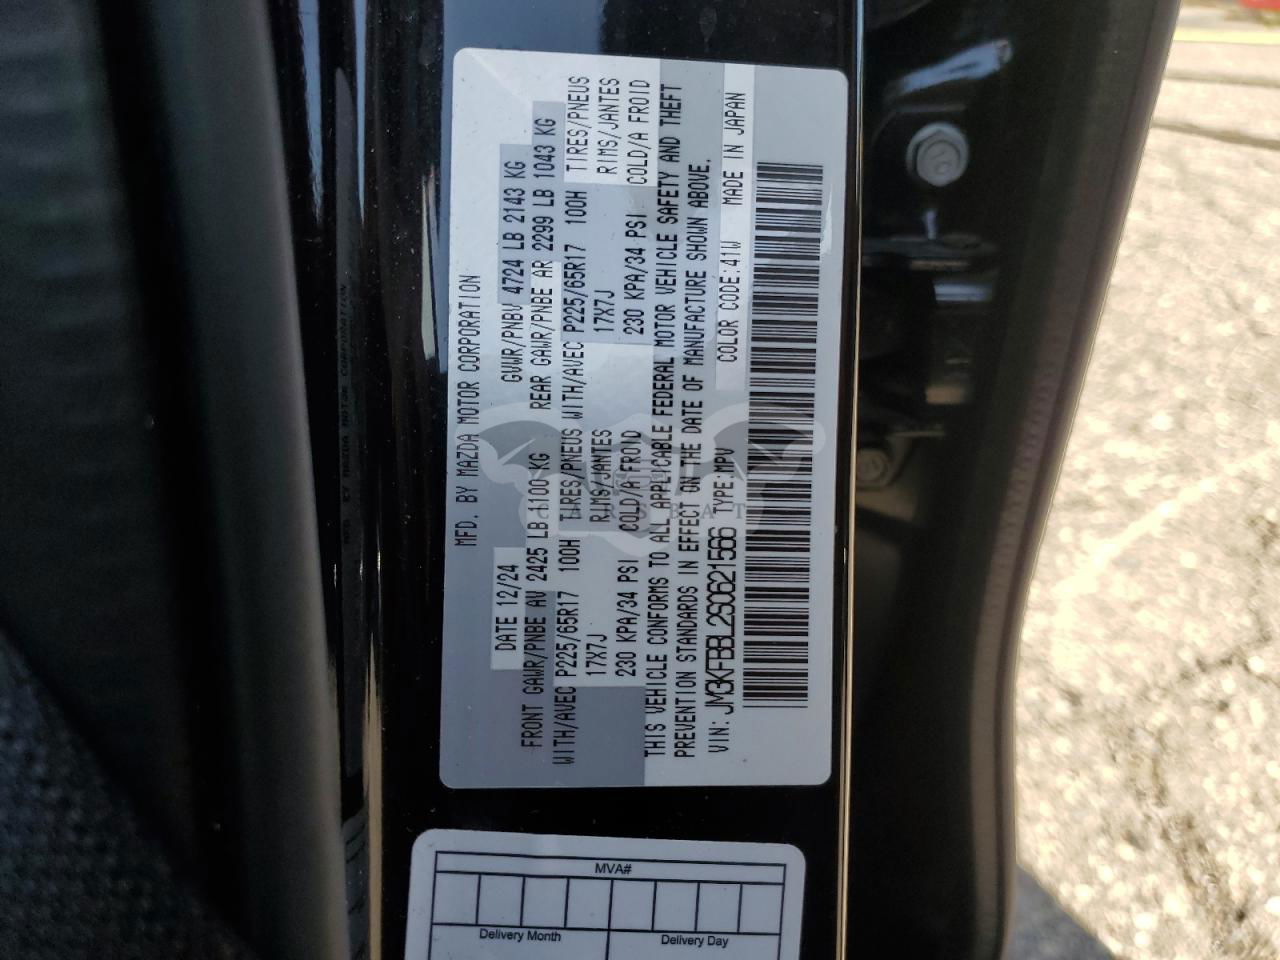 MFD. BY MAZDA MOTOR CORPORATION
DATE 12/24 GVWR/PNBV 4724 LB 2143 KG
FRONT GAWR/PNBE AV 2425 LB 1100 KG REAR GAWR/PNBE AR 2299 LB 1043 KG
WITH/AVEC P225/65R17 100H TIRES/PNEUS WITH/AVEC P225/65R17 100H TIRES/PNEUS
17X7J RIMS/JANTES 17X7J RIMS/JANTES
230 KPA/34 PSI COLD/A FROID 230 KPA/34 PSI COLD/A FROID
THIS VEHICLE CONFORMS TO ALL APPLICABLE FEDERAL MOTOR VEHICLE SAFETY AND THEFT
PREVENTION STANDARDS IN EFFECT ON THE DATE OF MANUFACTURE SHOWN ABOVE.
VIN: JM3KFBBL2S0621566 TYPE:MPV COLOR CODE:41W MADE IN JAPAN
MVA#
Delivery Month Delivery Day